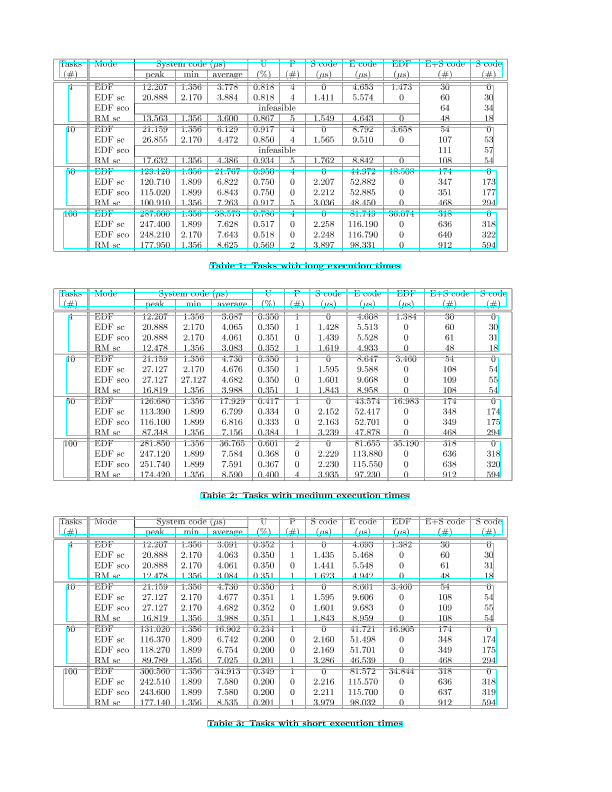 Tasks Mode System code (µs) U P S code E code EDF E+S code S code
(#) peak min average (%) (#) (µs) (µs) (µs) (#) (#)
4 EDF 12.207 1.356 3.778 0.818 4 0 4.653 1.473 30 0
EDF sc 20.888 2.170 3.884 0.818 4 1.411 5.574 0 60 30
EDF sco infeasible 64 34
RM sc 13.563 1.356 3.600 0.867 5 1.549 4.643 0 48 18
10 EDF 21.159 1.356 6.129 0.917 4 0 8.792 3.658 54 0
EDF sc 26.855 2.170 4.472 0.850 4 1.565 9.510 0 107 53
EDF sco infeasible 111 57
RM sc 17.632 1.356 4.386 0.934 5 1.762 8.842 0 108 54
50 EDF 129.120 1.356 21.767 0.950 4 0 44.972 18.508 174 0
EDF sc 120.710 1.899 6.822 0.750 0 2.207 52.882 0 347 173
EDF sco 115.020 1.899 6.843 0.750 0 2.212 52.885 0 351 177
RM sc 100.910 1.356 7.263 0.917 5 3.036 48.450 0 468 294
100 EDF 287.000 1.356 38.573 0.786 4 0 81.749 36.074 318 0
EDF sc 247.400 1.899 7.628 0.517 0 2.258 116.190 0 636 318
EDF sco 248.210 2.170 7.643 0.518 0 2.248 116.790 0 640 322
RM sc 177.950 1.356 8.625 0.569 2 3.897 98.331 0 912 594
Table 1: Tasks with long execution times
Tasks Mode System code (µs) U P S code E code EDF E+S code S code
(#) peak min average (%) (#) (µs) (µs) (µs) (#) (#)
4 EDF 12.207 1.356 3.087 0.350 1 0 4.608 1.384 30 0
EDF sc 20.888 2.170 4.065 0.350 1 1.428 5.513 0 60 30
EDF sco 20.888 2.170 4.061 0.351 0 1.439 5.528 0 61 31
RM sc 12.478 1.356 3.083 0.352 1 1.619 4.933 0 48 18
10 EDF 21.159 1.356 4.730 0.350 1 0 8.647 3.460 54 0
EDF sc 27.127 2.170 4.676 0.350 1 1.595 9.588 0 108 54
EDF sco 27.127 27.127 4.682 0.350 0 1.601 9.668 0 109 55
RM sc 16.819 1.356 3.988 0.351 1 1.843 8.958 0 108 54
50 EDF 126.680 1.356 17.929 0.417 1 0 43.574 16.983 174 0
EDF sc 113.390 1.899 6.799 0.334 0 2.152 52.417 0 348 174
EDF sco 116.100 1.899 6.816 0.333 0 2.163 52.701 0 349 175
RM sc 87.348 1.356 7.156 0.384 1 3.239 47.878 0 468 294
100 EDF 281.850 1.356 36.765 0.601 2 0 81.655 35.190 318 0
EDF sc 247.120 1.899 7.584 0.368 0 2.229 113.880 0 636 318
EDF sco 251.740 1.899 7.591 0.367 0 2.230 115.550 0 638 320
RM sc 174.420 1.356 8.590 0.400 4 3.935 97.230 0 912 594
Table 2: Tasks with medium execution times
Tasks Mode System code (µs) U P S code E code EDF E+S code S code
(#) peak min average (%) (#) (µs) (µs) (µs) (#) (#)
4 EDF 12.207 1.356 3.091 0.352 1 0 4.693 1.382 30 0
EDF sc 20.888 2.170 4.063 0.350 1 1.435 5.468 0 60 30
EDF sco 20.888 2.170 4.061 0.350 0 1.441 5.548 0 61 31
RM sc 12.478 1.356 3.084 0.351 1 1.623 4.942 0 48 18
10 EDF 21.159 1.356 4.730 0.350 1 0 8.661 3.460 54 0
EDF sc 27.127 2.170 4.677 0.351 1 1.595 9.606 0 108 54
EDF sco 27.127 2.170 4.682 0.352 0 1.601 9.683 0 109 55
RM sc 16.819 1.356 3.988 0.351 1 1.843 8.959 0 108 54
50 EDF 131.020 1.356 16.902 0.234 1 0 41.721 16.905 174 0
EDF sc 116.370 1.899 6.742 0.200 0 2.160 51.498 0 348 174
EDF sco 118.270 1.899 6.754 0.200 0 2.169 51.701 0 349 175
RM sc 89.789 1.356 7.025 0.201 1 3.286 46.539 0 468 294
100 EDF 300.560 1.356 34.913 0.349 1 0 81.572 34.844 318 0
EDF sc 242.510 1.899 7.580 0.200 0 2.216 115.570 0 636 318
EDF sco 243.600 1.899 7.580 0.200 0 2.211 115.700 0 637 319
RM sc 177.140 1.356 8.535 0.201 1 3.979 98.032 0 912 594
Table 3: Tasks with short execution times